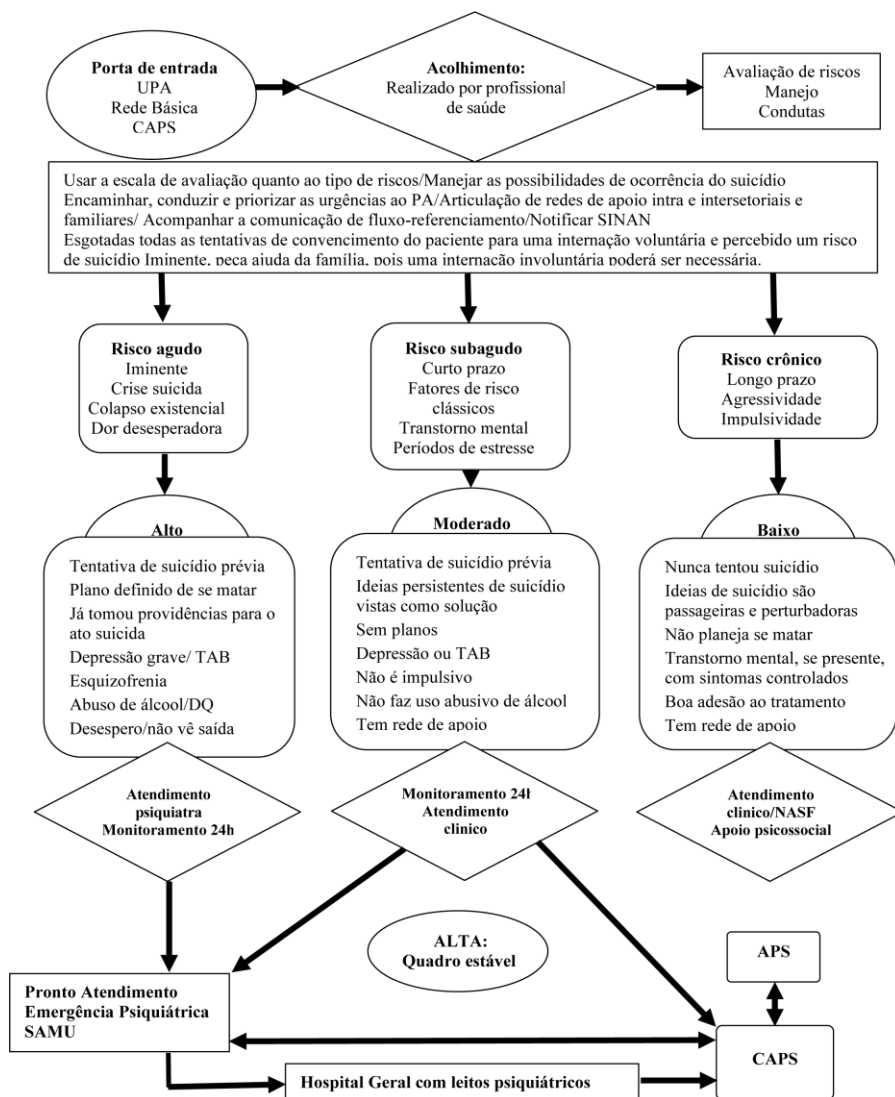 Porta de entrada
UPA
Rede Básica
CAPS
Acolhimento:
Realizado por profissional
de saúde
Avaliação de riscos
Manejo
Condutas
Usar a escala de avaliação quanto ao tipo de riscos/Manejar as possibilidades de ocorrência do suicídio
Encaminhar, conduzir e priorizar as urgências ao PA/Articulação de redes de apoio intra e intersetoriais e
familiares/ Acompanhar a comunicação de fluxo-referenciamento/Notificar SINAN
Esgotadas todas as tentativas de convencimento do paciente para uma internação voluntária e percebido um risco
de suicídio Iminente, peça ajuda da família, pois uma internação involuntária poderá ser necessária.
Risco agudo
Iminente
Crise suicida
Colapso existencial
Dor desesperadora
Risco subagudo
Curto prazo
Fatores de risco
clássicos
Transtorno mental
Períodos de estresse
Risco crônico
Longo prazo
Agressividade
Impulsividade
Alto
Tentativa de suicídio prévia
Plano definido de se matar
Já tomou providências para o
ato suicida
Depressão grave/ TAB
Esquizofrenia
Abuso de álcool/DQ
Desespero/não vê saída
Moderado
Tentativa de suicídio prévia
Ideias persistentes de suicídio
vistas como solução
Sem planos
Depressão ou TAB
Não é impulsivo
Não faz uso abusivo de álcool
Tem rede de apoio
Baixo
Nunca tentou suicídio
Ideias de suicídio são
passageiras e perturbadoras
Não planeja se matar
Transtorno mental, se presente,
com sintomas controlados
Boa adesão ao tratamento
Tem rede de apoio
Atendimento
psiquiatra
Monitoramento 24h
Monitoramento 24h
Atendimento
clinico
Atendimento
clinico/NASF
Apoio psicossocial
ALTA:
Quadro estável
APS
Pronto Atendimento
Emergência Psiquiátrica
SAMU
CAPS
Hospital Geral com leitos psiquiátricos